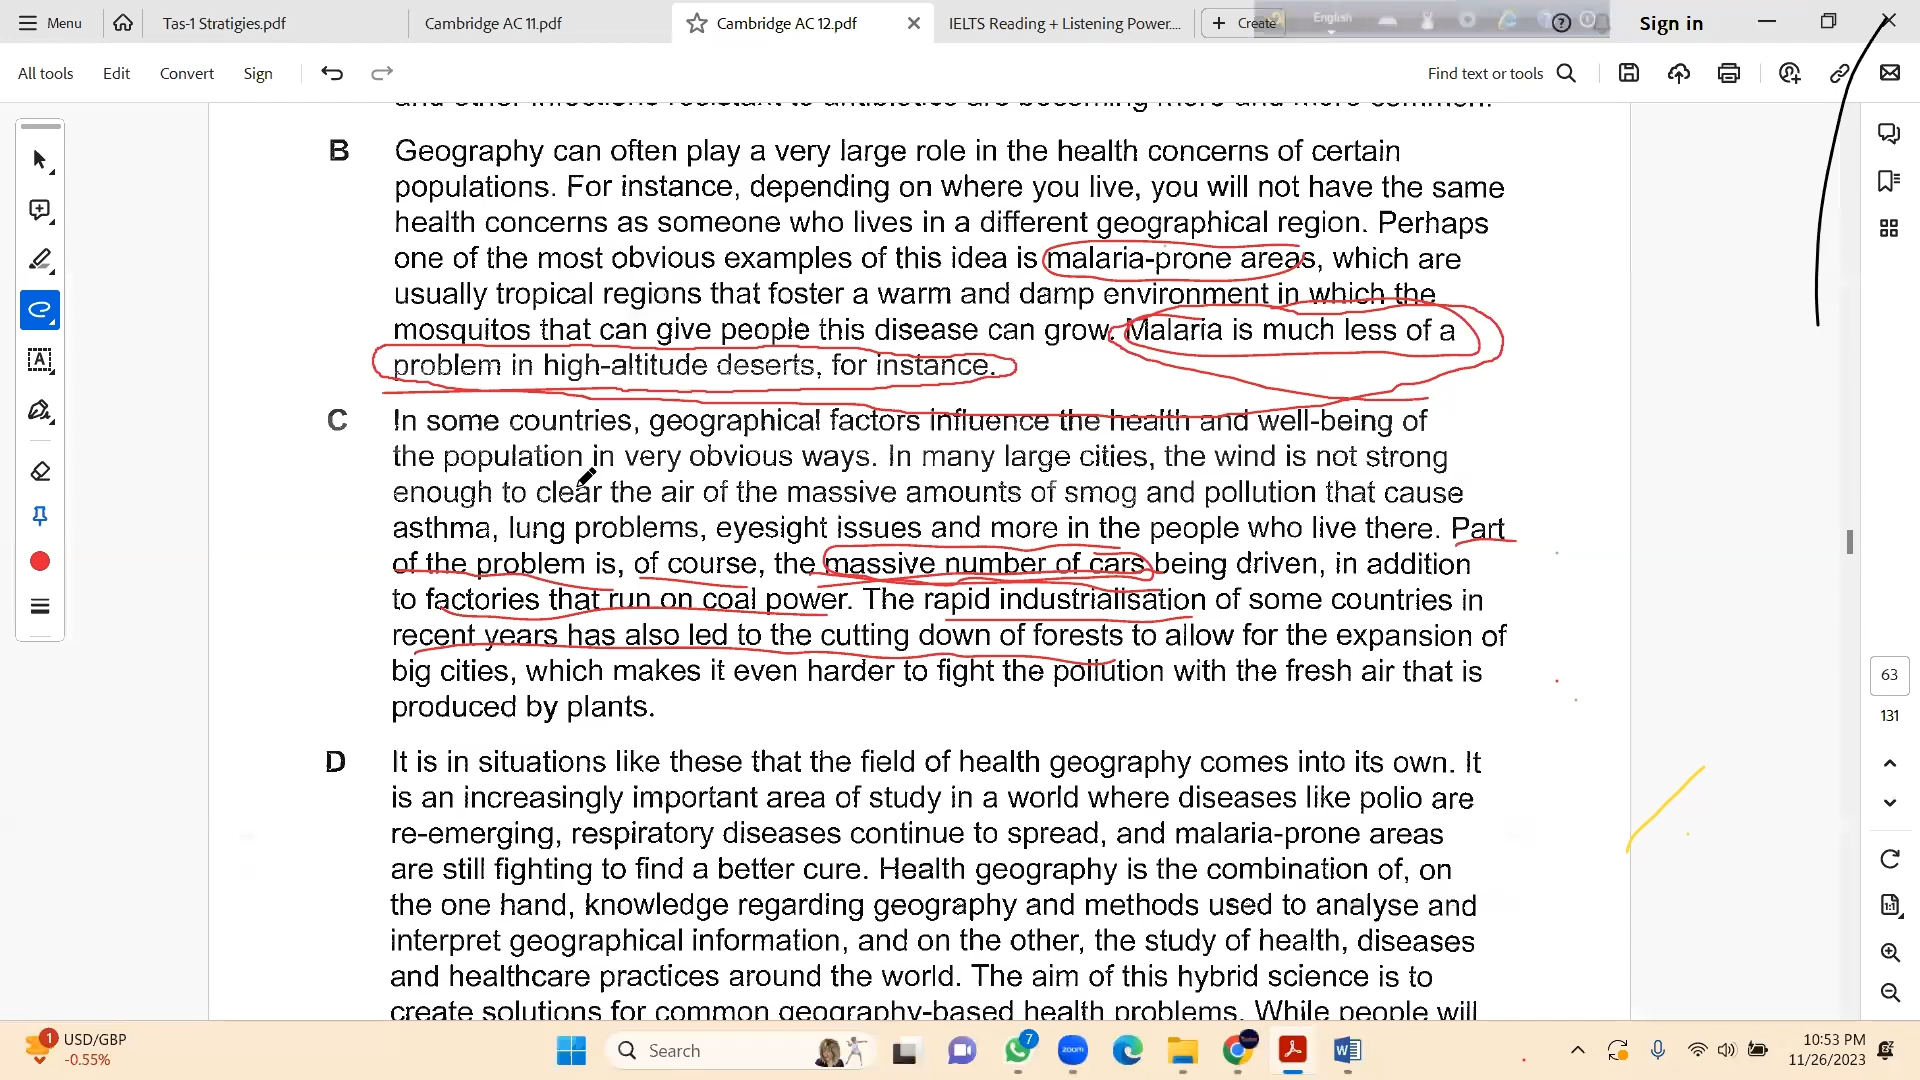 Menu
Tas-1 Stratigies.pdf
Cambridge AC 11.pdf
Cambridge AC 12.pdf
IELTS Reading + Listening Power....
+ Create
English
Sign in
All tools
Edit
Convert
Sign
Find text or tools
and other infections resistant to antibiotics are becoming more and more common.
B Geography can often play a very large role in the health concerns of certain
populations. For instance, depending on where you live, you will not have the same
health concerns as someone who lives in a different geographical region. Perhaps
one of the most obvious examples of this idea is malaria-prone areas, which are
usually tropical regions that foster a warm and damp environment in which the
mosquitos that can give people this disease can grow. Malaria is much less of a
problem in high-altitude deserts, for instance.
C In some countries, geographical factors influence the health and well-being of
the population in very obvious ways. In many large cities, the wind is not strong
enough to clear the air of the massive amounts of smog and pollution that cause
asthma, lung problems, eyesight issues and more in the people who live there. Part
of the problem is, of course, the massive number of cars being driven, in addition
to factories that run on coal power. The rapid industrialisation of some countries in
recent years has also led to the cutting down of forests to allow for the expansion of
big cities, which makes it even harder to fight the pollution with the fresh air that is
produced by plants.
D It is in situations like these that the field of health geography comes into its own. It
is an increasingly important area of study in a world where diseases like polio are
re-emerging, respiratory diseases continue to spread, and malaria-prone areas
are still fighting to find a better cure. Health geography is the combination of, on
the one hand, knowledge regarding geography and methods used to analyse and
interpret geographical information, and on the other, the study of health, diseases
and healthcare practices around the world. The aim of this hybrid science is to
create solutions for common geography-based health problems. While people will
63
131
1
USD/GBP
-0.55%
Search
7
zoom
10:53 PM
11/26/2023